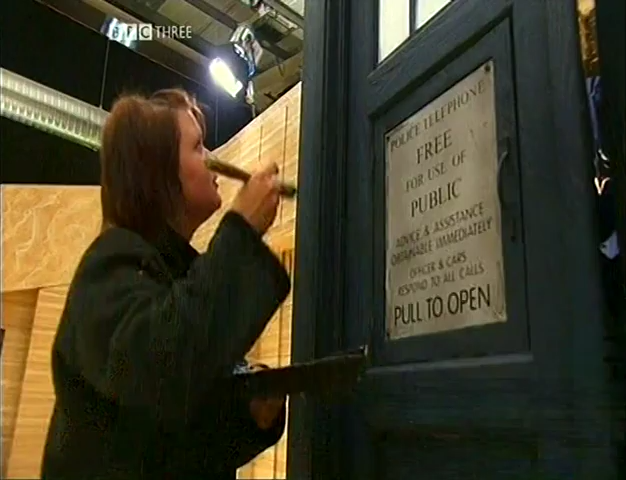 BBC THREE
POLICE TELEPHONE
FREE
FOR USE OF
PUBLIC
ADVICE & ASSISTANCE
OBTAINABLE IMMEDIATELY
OFFICER & CARS
RESPOND TO ALL CALLS
PULL TO OPEN